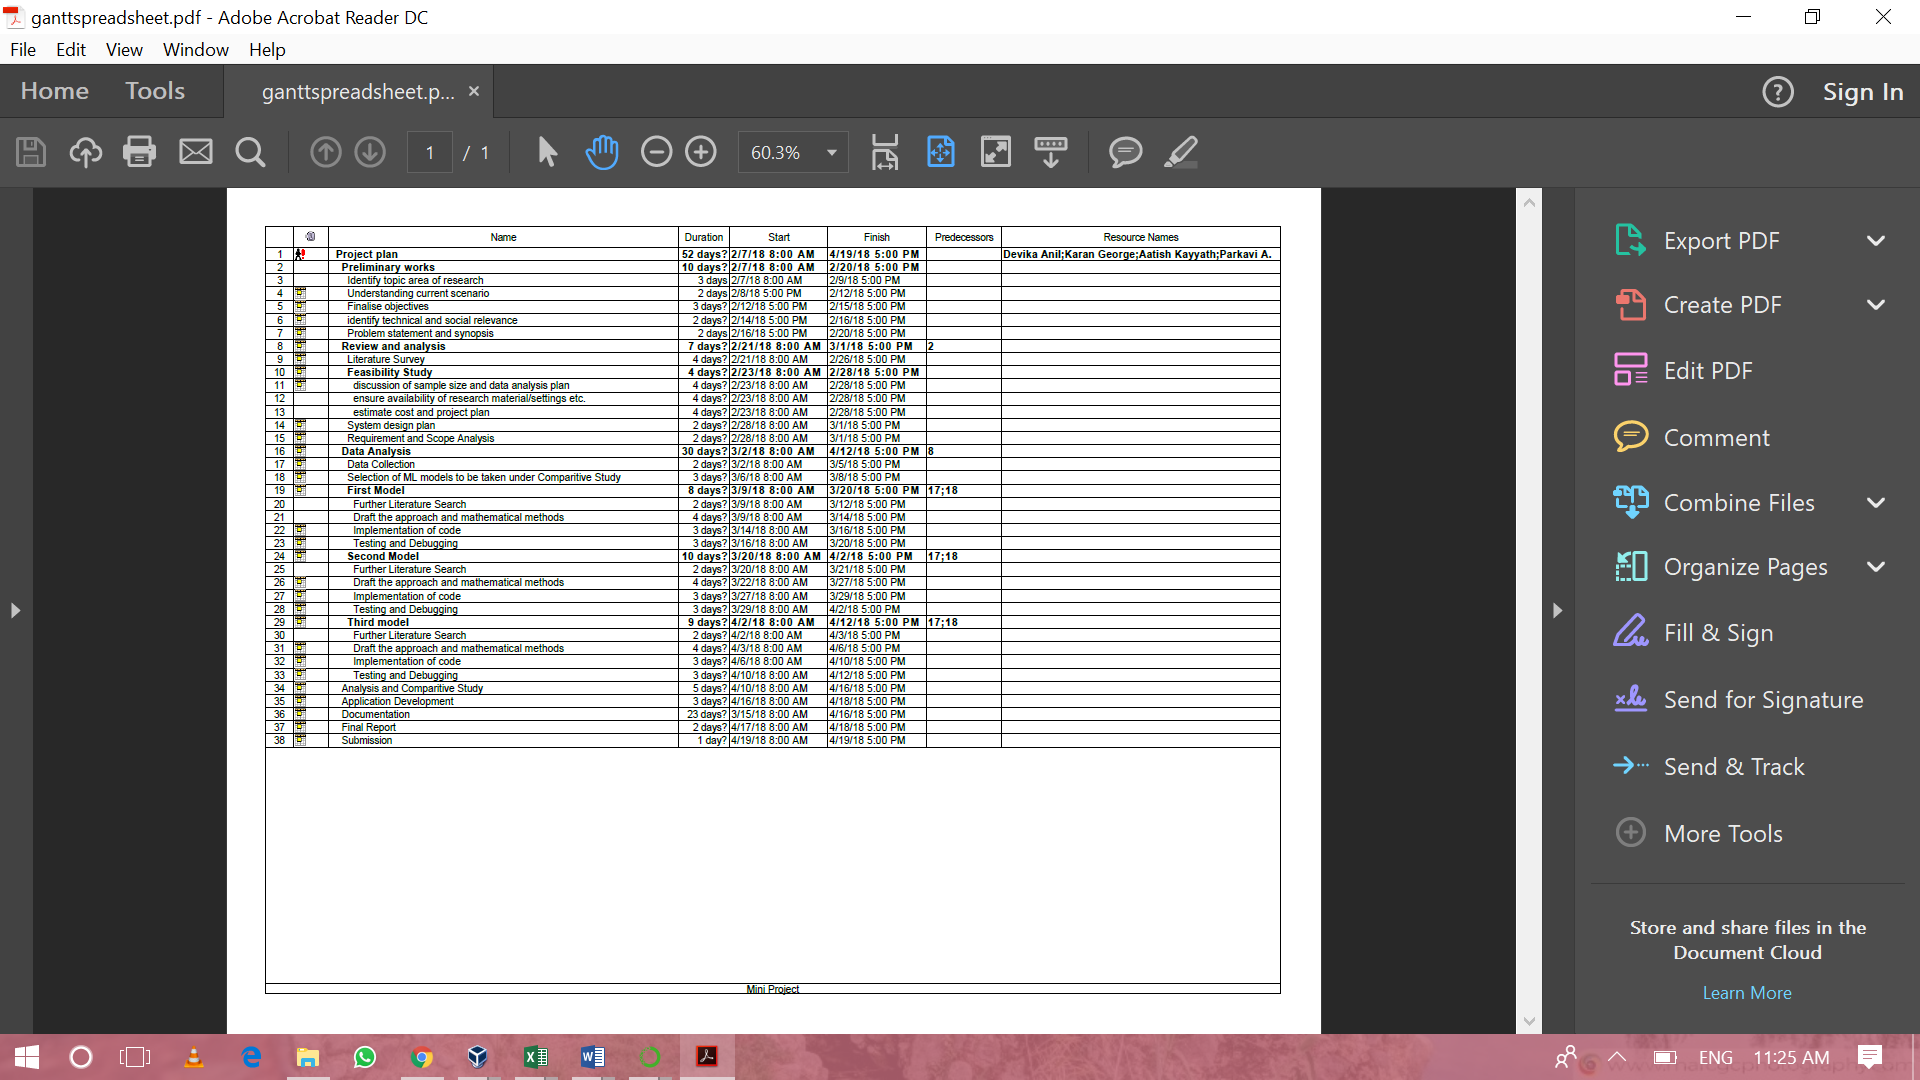 ganttspreadsheet.pdf - Adobe Acrobat Reader DC
File Edit View Window Help
Home Tools ganttspreadsheet.p... × ? Sign In
1 / 1 60.3%
Name Duration Start Finish Predecessors Resource Names
1 Project plan 52 days? 2/7/18 8:00 AM 4/19/18 5:00 PM Devika Anil;Karan George;Aatish Kayyath;Parkavi A.
2 Preliminary works 10 days? 2/7/18 8:00 AM 2/20/18 5:00 PM
3 Identify topic area of research 3 days 2/7/18 8:00 AM 2/9/18 5:00 PM
4 Understanding current scenario 2 days 2/8/18 5:00 PM 2/12/18 5:00 PM
5 Finalise objectives 3 days? 2/12/18 5:00 PM 2/15/18 5:00 PM
6 identify technical and social relevance 2 days? 2/14/18 5:00 PM 2/16/18 5:00 PM
7 Problem statement and synopsis 2 days 2/16/18 5:00 PM 2/20/18 5:00 PM
8 Review and analysis 7 days? 2/21/18 8:00 AM 3/1/18 5:00 PM 2
9 Literature Survey 4 days? 2/21/18 8:00 AM 2/26/18 5:00 PM
10 Feasibility Study 4 days? 2/23/18 8:00 AM 2/28/18 5:00 PM
11 discussion of sample size and data analysis plan 4 days? 2/23/18 8:00 AM 2/28/18 5:00 PM
12 ensure availability of research material/settings etc. 4 days? 2/23/18 8:00 AM 2/28/18 5:00 PM
13 estimate cost and project plan 4 days? 2/23/18 8:00 AM 2/28/18 5:00 PM
14 System design plan 2 days? 2/28/18 8:00 AM 3/1/18 5:00 PM
15 Requirement and Scope Analysis 2 days? 2/28/18 8:00 AM 3/1/18 5:00 PM
16 Data Analysis 30 days? 3/2/18 8:00 AM 4/12/18 5:00 PM 8
17 Data Collection 2 days? 3/2/18 8:00 AM 3/5/18 5:00 PM
18 Selection of ML models to be taken under Comparitive Study 3 days? 3/6/18 8:00 AM 3/8/18 5:00 PM
19 First Model 8 days? 3/9/18 8:00 AM 3/20/18 5:00 PM 17;18
20 Further Literature Search 2 days? 3/9/18 8:00 AM 3/12/18 5:00 PM
21 Draft the approach and mathematical methods 4 days? 3/9/18 8:00 AM 3/14/18 5:00 PM
22 Implementation of code 3 days? 3/14/18 8:00 AM 3/16/18 5:00 PM
23 Testing and Debugging 3 days? 3/16/18 8:00 AM 3/20/18 5:00 PM
24 Second Model 10 days? 3/20/18 8:00 AM 4/2/18 5:00 PM 17;18
25 Further Literature Search 2 days? 3/20/18 8:00 AM 3/21/18 5:00 PM
26 Draft the approach and mathematical methods 4 days? 3/22/18 8:00 AM 3/27/18 5:00 PM
27 Implementation of code 3 days? 3/27/18 8:00 AM 3/29/18 5:00 PM
28 Testing and Debugging 3 days? 3/29/18 8:00 AM 4/2/18 5:00 PM
29 Third model 9 days? 4/2/18 8:00 AM 4/12/18 5:00 PM 17;18
30 Further Literature Search 2 days? 4/2/18 8:00 AM 4/3/18 5:00 PM
31 Draft the approach and mathematical methods 4 days? 4/3/18 8:00 AM 4/6/18 5:00 PM
32 Implementation of code 3 days? 4/6/18 8:00 AM 4/10/18 5:00 PM
33 Testing and Debugging 3 days? 4/10/18 8:00 AM 4/12/18 5:00 PM
34 Analysis and Comparitive Study 5 days? 4/10/18 8:00 AM 4/16/18 5:00 PM
35 Application Development 3 days? 4/16/18 8:00 AM 4/18/18 5:00 PM
36 Documentation 23 days? 3/15/18 8:00 AM 4/16/18 5:00 PM
37 Final Report 2 days? 4/17/18 8:00 AM 4/18/18 5:00 PM
38 Submission 1 day? 4/19/18 8:00 AM 4/19/18 5:00 PM
Mini Project
Export PDF
Create PDF
Edit PDF
Comment
Combine Files
Organize Pages
Fill & Sign
Send for Signature
Send & Track
More Tools
Store and share files in the
Document Cloud
Learn More
ENG 11:25 AM